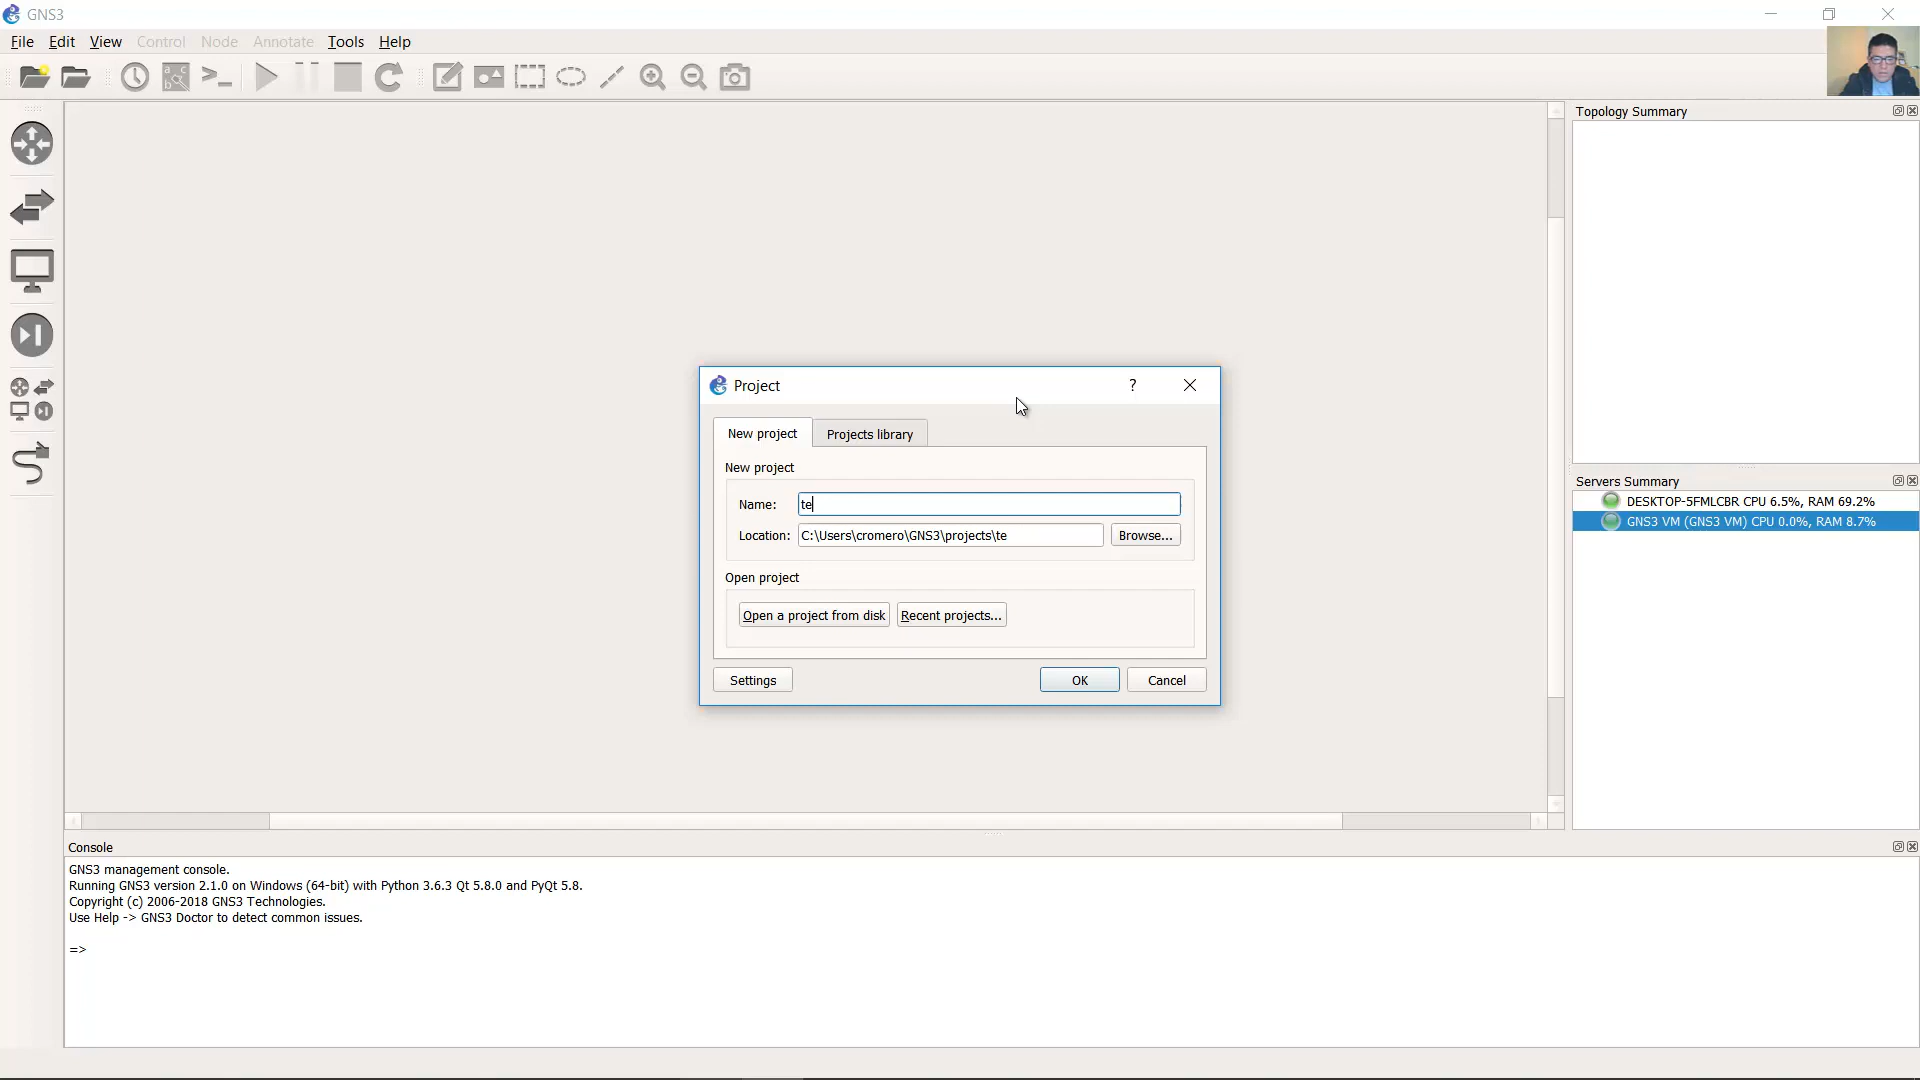 GNS3
File Edit View Control Node Annotate Tools Help
Topology Summary
Project
?
New project Projects library
New project
Name: te
Location: C:\Users\cromero\GNS3\projects\te Browse...
Open project
Open a project from disk Recent projects...
Settings OK Cancel
Servers Summary
DESKTOP-5FMLCBR CPU 6.5%, RAM 69.2%
GNS3 VM (GNS3 VM) CPU 0.0%, RAM 8.7%
Console
GNS3 management console.
Running GNS3 version 2.1.0 on Windows (64-bit) with Python 3.6.3 Qt 5.8.0 and PyQt 5.8.
Copyright (c) 2006-2018 GNS3 Technologies.
Use Help -> GNS3 Doctor to detect common issues.
=>